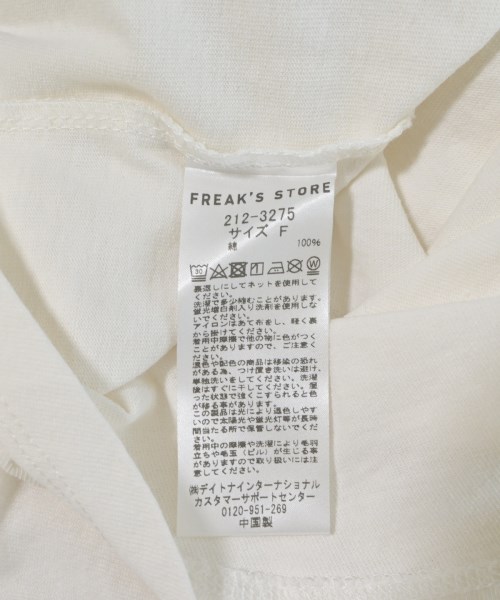 FREAK'S STORE
212-3275
サイズ F
綿 100%
30
W
裏返しにしてネットを使用して
ください。
洗濯で多少縮むことがあります。
蛍光増白剤入り洗剤を使用しな
いでください。
アイロンはあて布をし、軽く裏
から掛けてください。
着用中摩擦で他の物に色がつく
ことがありますので、ご注意く
ださい。
濃色や配色の商品は移染の恐れ
がある為、つけ置き洗いは避け、
単独洗いをしてください。洗濯
後はすぐに干してください。湿
った状態で強くこすられると色
が移る事があります。
この製品は光により退色しやす
いので太陽光や蛍光灯等が長時
間当たる所で保管しないでくだ
さい。
着用中の摩擦や洗濯により毛羽
立ちや毛玉(ピル)が生じる事
がありますので取り扱いには注
意してください。
㈱デイトナインターナショナル
カスタマーサポートセンター
0120-951-269
中国製